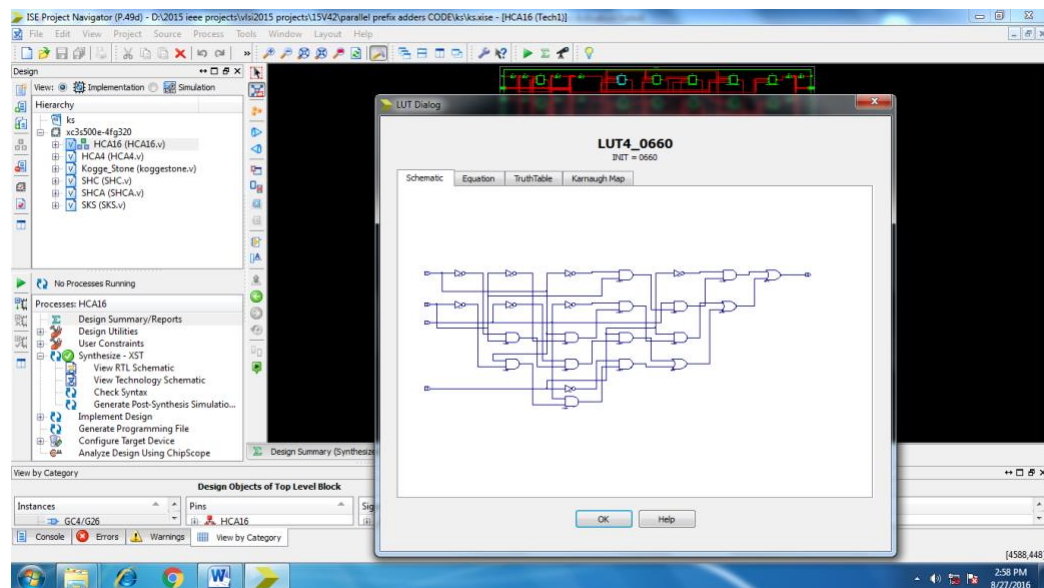 ISE Project Navigator (P.49d) - D:\2015 ieee projects\vlsi2015 projects\15V42\parallel prefix adders CODE\ks\ks.xise - [HCA16 (Tech1)]
File Edit View Project Source Process Tools Window Layout Help
Design
View: Implementation Simulation
Hierarchy
ks
xc3s500e-4fg320
HCA16 (HCA16.v)
HCA4 (HCA4.v)
Kogge_Stone (koggestone.v)
SHC (SHC.v)
SHCA (SHCA.v)
SKS (SKS.v)
No Processes Running
Processes: HCA16
Design Summary/Reports
Design Utilities
User Constraints
Synthesize - XST
View RTL Schematic
View Technology Schematic
Check Syntax
Generate Post-Synthesis Simulatio...
Implement Design
Generate Programming File
Configure Target Device
Analyze Design Using ChipScope
Design Summary (Synthesize
LUT Dialog
LUT4_0660
INIT = 0660
Schematic Equation TruthTable Karnaugh Map
OK Help
View by Category
Design Objects of Top Level Block
Instances Pins Sig
GC4/G26 HCA16
Console Errors Warnings View by Category
[4588,448
2:58 PM
8/27/2016